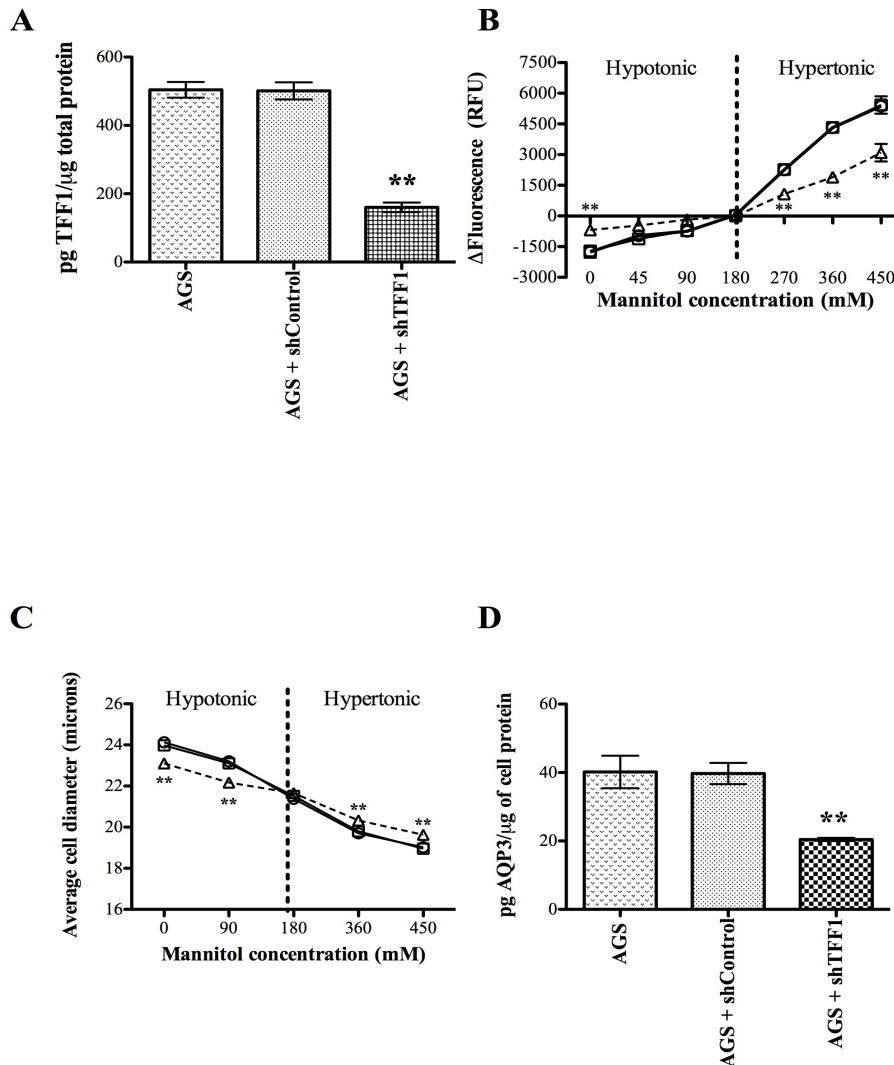 A
pg TFF1/μg total protein
600
400
200
0
**
AGS
AGS + shControl
AGS + shTFF1
B
ΔFluorescence (RFU)
7500
6000
4500
3000
1500
0
-1500
-3000
Hypotonic
Hypertonic
**
**
**
**
0 45 90 180 270 360 450
Mannitol concentration (mM)
C
Average cell diameter (microns)
26
24
22
20
18
16
Hypotonic
Hypertonic
**
**
**
**
0 90 180 360 450
Mannitol concentration (mM)
D
pg AQP3/μg of cell protein
60
40
20
0
**
AGS
AGS + shControl
AGS + shTFF1